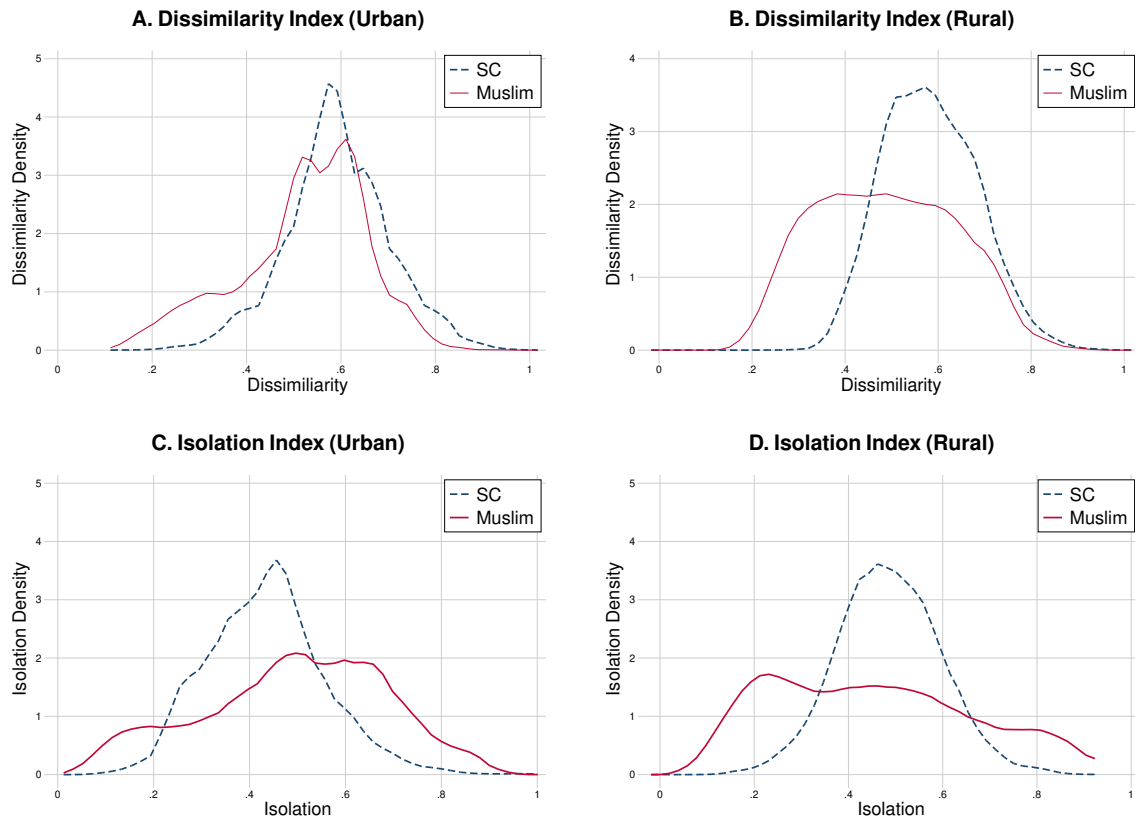 A. Dissimilarity Index (Urban)
Dissimilarity Density
5
4
3
2
1
0
SC
Muslim
0 .2 .4 .6 .8 1
Dissimiliarity
B. Dissimilarity Index (Rural)
Dissimilarity Density
4
3
2
1
0
SC
Muslim
0 .2 .4 .6 .8 1
Dissimiliarity
C. Isolation Index (Urban)
Isolation Density
5
4
3
2
1
0
SC
Muslim
0 .2 .4 .6 .8 1
Isolation
D. Isolation Index (Rural)
Isolation Density
5
4
3
2
1
0
SC
Muslim
0 .2 .4 .6 .8 1
Isolation